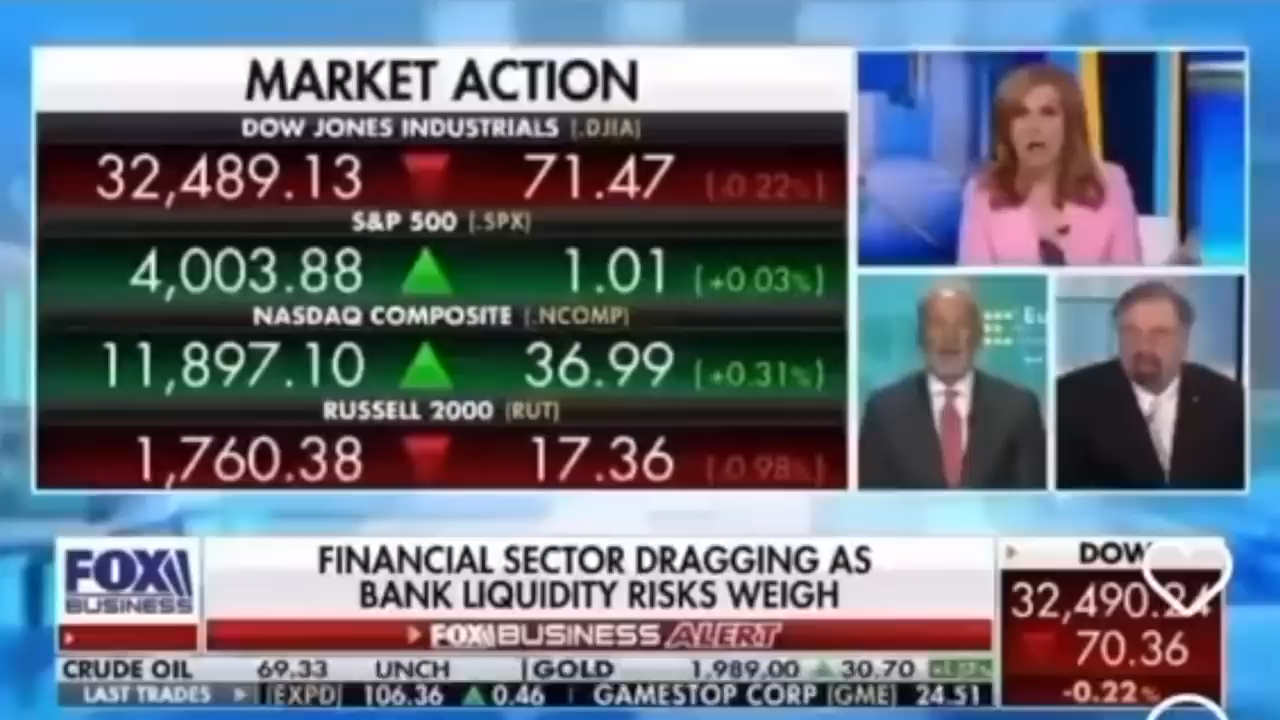 MARKET ACTION
DOW JONES INDUSTRIALS (.DJIA)
32,489.13 71.47 (-0.22%)
S&P 500 (.SPX)
4,003.88 1.01 (+0.03%)
NASDAQ COMPOSITE (.NCOMP)
11,897.10 36.99 (+0.31%)
RUSSELL 2000 (RUT)
1,760.38 17.36 (-0.98%)
Eu
FOX
BUSINESS
FINANCIAL SECTOR DRAGGING AS
BANK LIQUIDITY RISKS WEIGH
FOX BUSINESS ALERT
DOW
32,490.24
70.36
-0.22%
CRUDE OIL 69.33 UNCH GOLD 1,989.00 30.70
LAST TRADES (EXPD) 106.36 0.46 GAMESTOP CORP (GME) 24.51